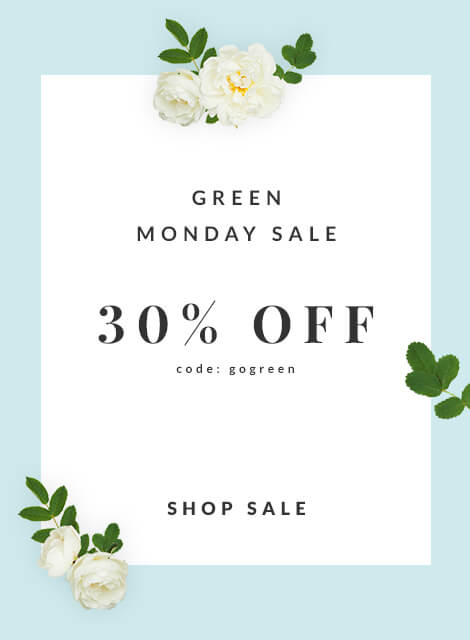 GREEN
MONDAY SALE
30% OFF
code: gogreen
SHOP SALE